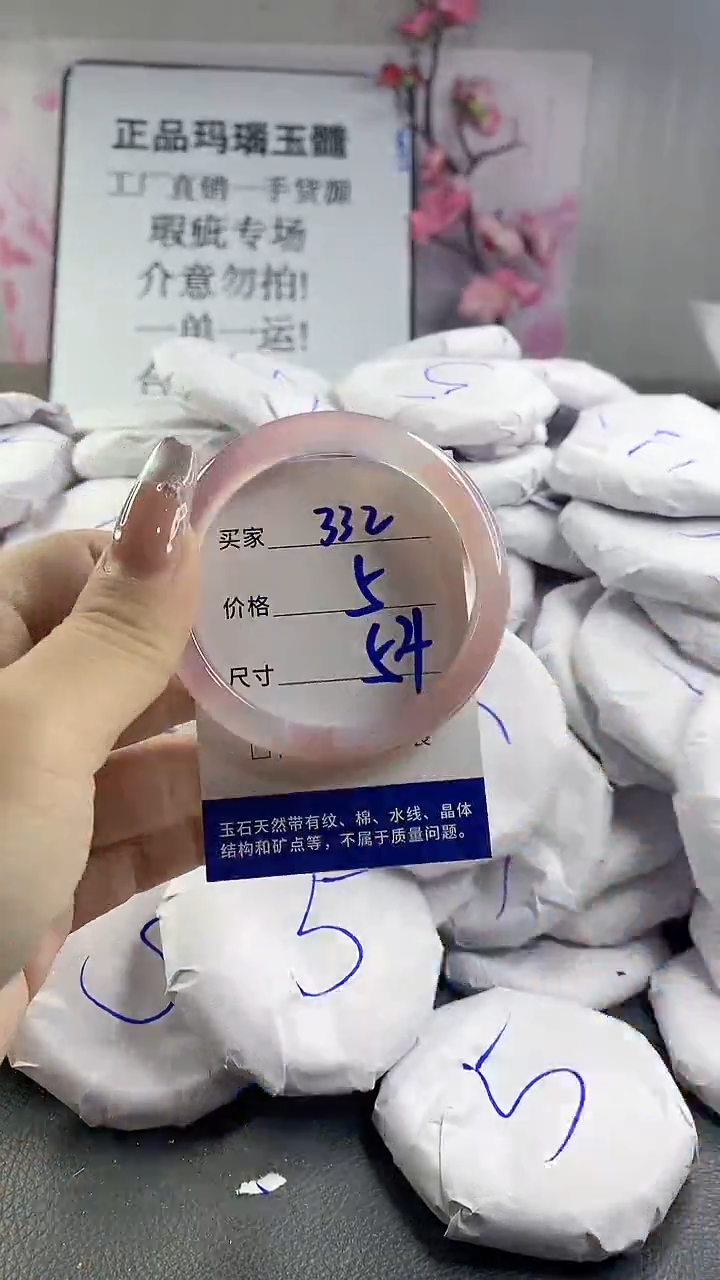 正品玛瑙玉髓
工厂直销一手货源
瑕疵专场
介意勿拍!
一单一运!
买家 332
价格 5
尺寸 54
玉石天然带有纹、棉、水线、晶体
结构和矿点等，不属于质量问题。
5
5
5